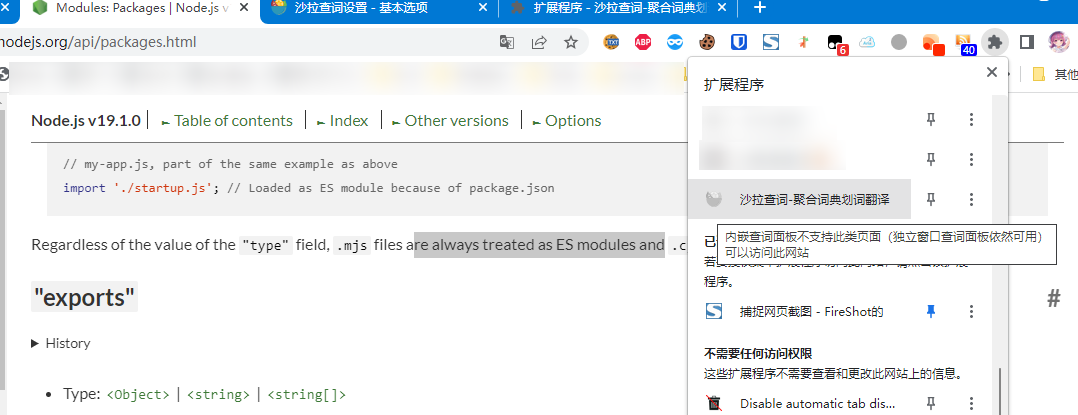 Modules: Packages | Node.js v
沙拉查词设置 - 基本选项
扩展程序 - 沙拉查词-聚合词典划
nodejs.org/api/packages.html
TXT
ABP
6
40
其他
扩展程序
Node.js v19.1.0
► Table of contents
► Index
► Other versions
► Options
// my-app.js, part of the same example as above
import './startup.js'; // Loaded as ES module because of package.json
沙拉查词-聚合词典划词翻译
内嵌查词面板不支持此类页面（独立窗口查词面板依然可用）
可以访问此网站
Regardless of the value of the "type" field, .mjs files are always treated as ES modules and .c
程序。
"exports"
#
捕捉网页截图 - FireShot的
▶ History
不需要任何访问权限
这些扩展程序不需要查看和更改此网站上的信息。
• Type: <Object> | <string> | <string[]>
Disable automatic tab dis...